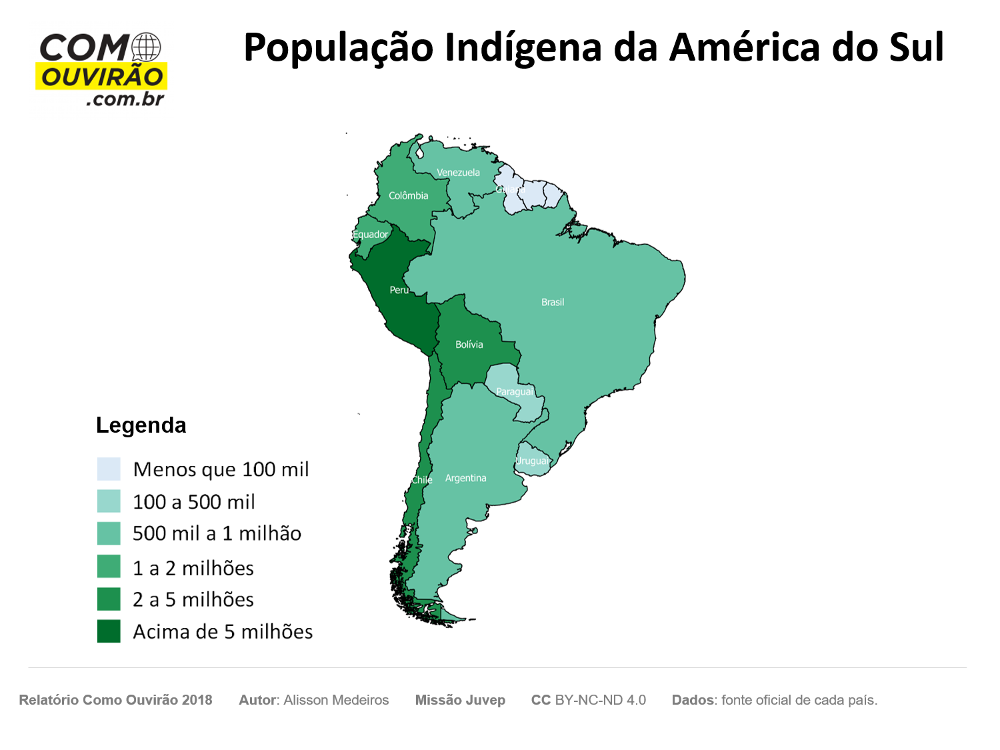 COM
OUVIRÃO
.com.br
População Indígena da América do Sul
Venezuela
Guiana
Colômbia
Equador
Peru
Brasil
Bolívia
Paraguai
Uruguai
Chile
Argentina
Legenda
Menos que 100 mil
100 a 500 mil
500 mil a 1 milhão
1 a 2 milhões
2 a 5 milhões
Acima de 5 milhões
Relatório Como Ouvirão 2018 Autor: Alisson Medeiros Missão Juvep CC BY-NC-ND 4.0 Dados: fonte oficial de cada país.